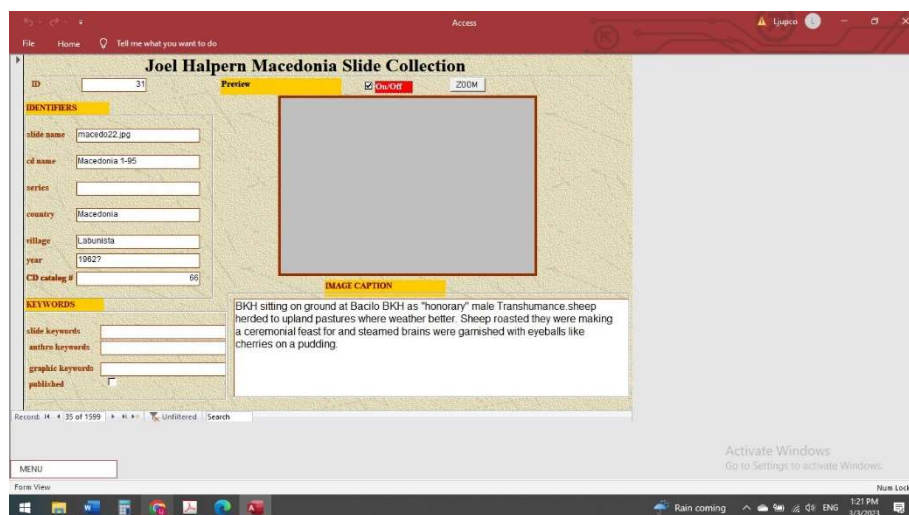 Access
Ljupco L
File Home Tell me what you want to do
Joel Halpern Macedonia Slide Collection
ID 31 Preview On/Off ZOOM
IDENTIFIERS
slide name macedo22.jpg
cd name Macedonia 1-95
series
country Macedonia
village Labunista
year 1962?
CD catalog # 66
IMAGE CAPTION
BKH sitting on ground at Bacilo BKH as "honorary" male Transhumance.sheep
herded to upland pastures where weather better. Sheep roasted they were making
a ceremonial feast for and steamed brains were garnished with eyeballs like
cherries on a pudding.
KEYWORDS
slide keywords
anthro keywords
graphic keywords
published
Record: 35 of 1599 Unfiltered Search
Activate Windows
Go to Settings to activate Windows.
MENU
Form View Num Lock
Rain coming ENG 1:21 PM
3/3/2023